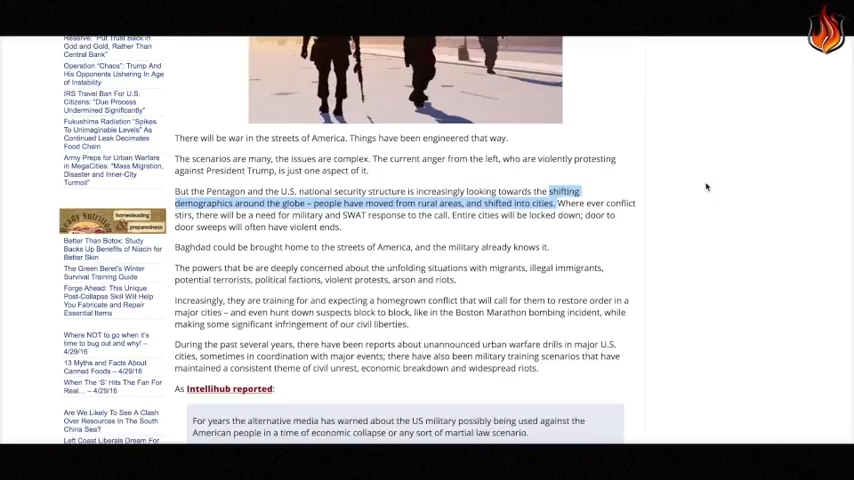 Reserve: "Put Trust Back in
God and Gold, Rather Than
Central Bank"
Operation "Chaos": Trump And
His Opponents Ushering In Age
of Instability
IRS Travel Ban For U.S.
Citizens: "Due Process
Undermined Significantly"
Fukushima Radiation "Spikes
To Unimaginable Levels" As
Continued Leak Decimates
Food Chain
Army Preps for Urban Warfare
in MegaCities: "Mass Migration,
Disaster and Inner-City
Turmoil"
Ready Nutrition
homesteading
& preparedness
Better Than Botox: Study
Backs Up Benefits of Niacin for
Better Skin
The Green Beret's Winter
Survival Training Guide
Forge Ahead: This Unique
Post-Collapse Skill Will Help
You Fabricate and Repair
Essential Items
Where NOT to go when it's
time to bug out and why! –
4/29/16
13 Myths and Facts About
Canned Foods – 4/29/16
When The 'S' Hits The Fan For
Real… – 4/29/16
Are We Likely To See A Clash
Over Resources In The South
China Sea?
Left Coast Liberals Dream For
There will be war in the streets of America. Things have been engineered that way.
The scenarios are many, the issues are complex. The current anger from the left, who are violently protesting
against President Trump, is just one aspect of it.
But the Pentagon and the U.S. national security structure is increasingly looking towards the shifting
demographics around the globe – people have moved from rural areas, and shifted into cities. Where ever conflict
stirs, there will be a need for military and SWAT response to the call. Entire cities will be locked down; door to
door sweeps will often have violent ends.
Baghdad could be brought home to the streets of America, and the military already knows it.
The powers that be are deeply concerned about the unfolding situations with migrants, illegal immigrants,
potential terrorists, political factions, violent protests, arson and riots.
Increasingly, they are training for and expecting a homegrown conflict that will call for them to restore order in a
major cities – and even hunt down suspects block to block, like in the Boston Marathon bombing incident, while
making some significant infringement of our civil liberties.
During the past several years, there have been reports about unannounced urban warfare drills in major U.S.
cities, sometimes in coordination with major events; there have also been military training scenarios that have
maintained a consistent theme of civil unrest, economic breakdown and widespread riots.
As Intellihub reported:
For years the alternative media has warned about the US military possibly being used against the
American people in a time of economic collapse or any sort of martial law scenario.